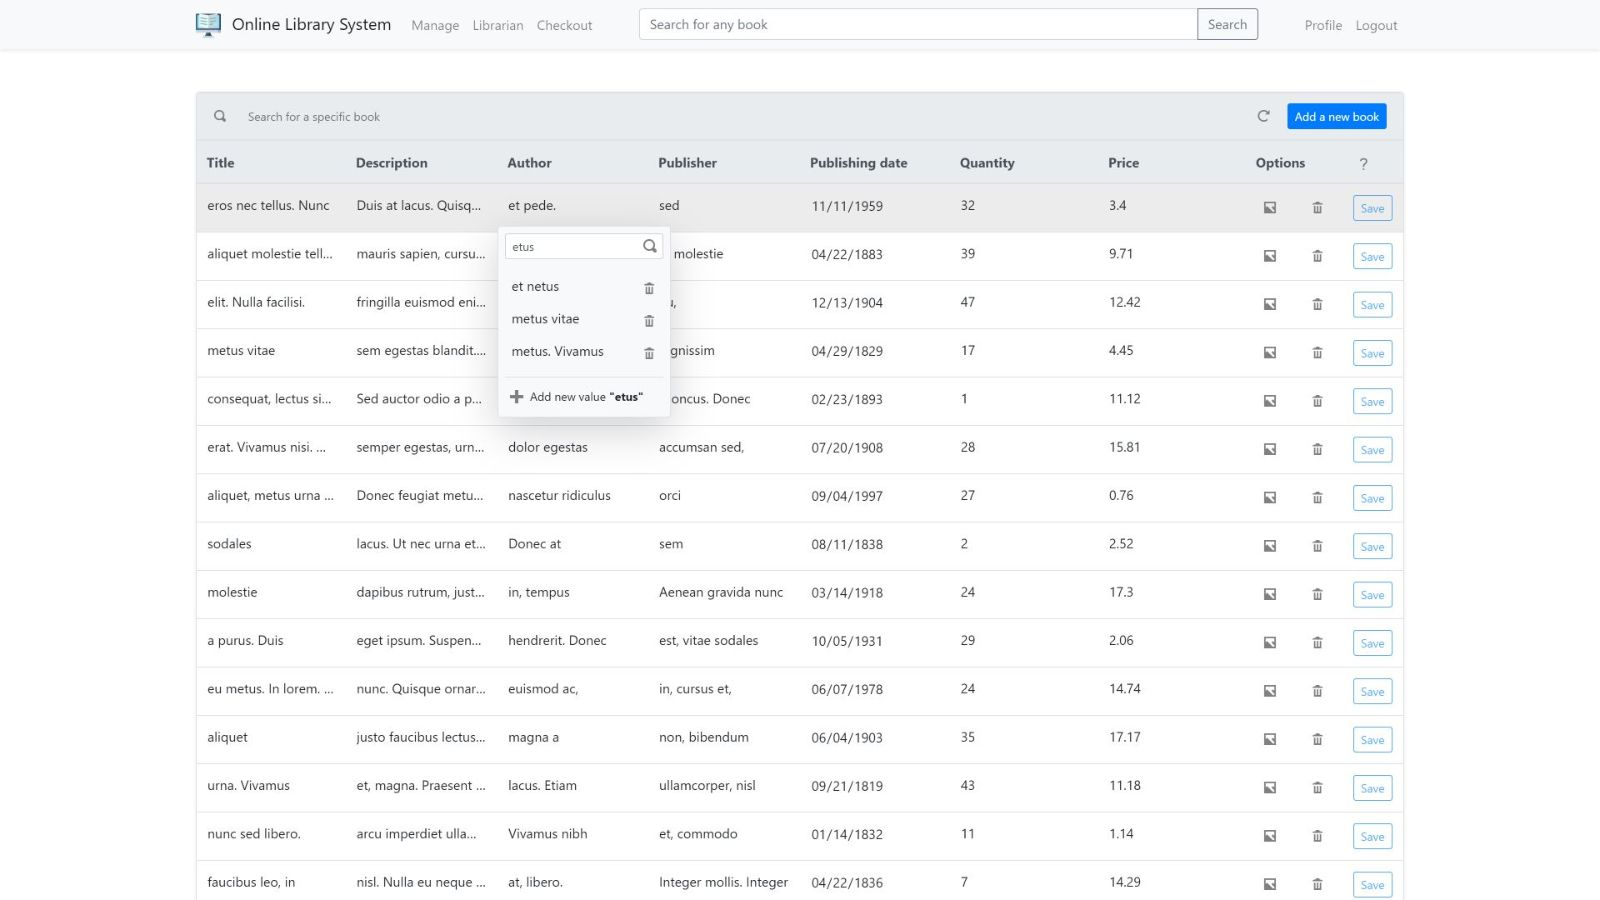 Online Library System Manage Librarian Checkout Search for any book Search Profile Logout
Search for a specific book Add a new book
Title Description Author Publisher Publishing date Quantity Price Options ?
eros nec tellus. Nunc Duis at lacus. Quisq... et pede. sed 11/11/1959 32 3.4 Save
aliquet molestie tell... mauris sapien, cursu... molestie 04/22/1883 39 9.71 Save
elit. Nulla facilisi. fringilla euismod eni... 12/13/1904 47 12.42 Save
metus vitae sem egestas blandit.... 04/29/1829 17 4.45 Save
consequat, lectus si... Sed auctor odio a p... Donec 02/23/1893 1 11.12 Save
etus
et netus
metus vitae
metus. Vivamus
Add new value "etus"
erat. Vivamus nisi. ... semper egestas, urn... dolor egestas accumsan sed, 07/20/1908 28 15.81 Save
aliquet, metus urna ... Donec feugiat metu... nascetur ridiculus orci 09/04/1997 27 0.76 Save
sodales lacus. Ut nec urna et... Donec at sem 08/11/1838 2 2.52 Save
molestie dapibus rutrum, just... in, tempus Aenean gravida nunc 03/14/1918 24 17.3 Save
a purus. Duis eget ipsum. Suspen... hendrerit. Donec est, vitae sodales 10/05/1931 29 2.06 Save
eu metus. In lorem. ... nunc. Quisque ornar... euismod ac, in, cursus et, 06/07/1978 24 14.74 Save
aliquet justo faucibus lectus... magna a non, bibendum 06/04/1903 35 17.17 Save
urna. Vivamus et, magna. Praesent ... lacus. Etiam ullamcorper, nisl 09/21/1819 43 11.18 Save
nunc sed libero. arcu imperdiet ulla... Vivamus nibh et, commodo 01/14/1832 11 1.14 Save
faucibus leo, in nisl. Nulla eu neque ... at, libero. Integer mollis. Integer 04/22/1836 7 14.29 Save